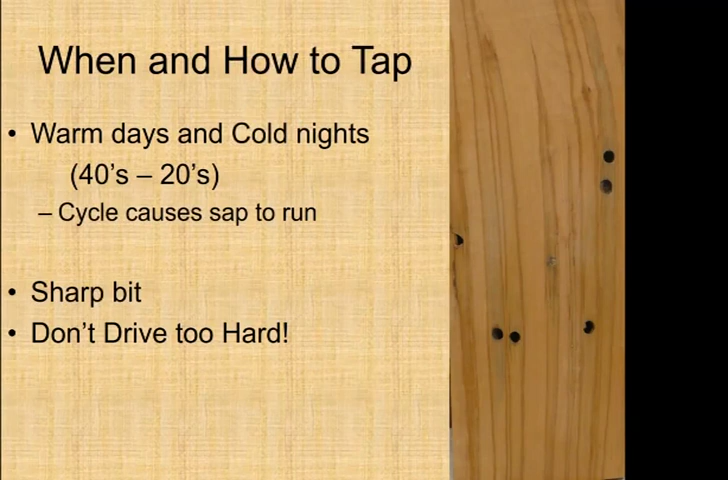 When and How to Tap
• Warm days and Cold nights
(40’s – 20’s)
– Cycle causes sap to run
• Sharp bit
• Don’t Drive too Hard!